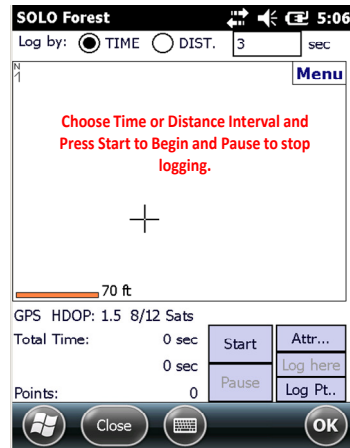 SOLO Forest 5:06
Log by: TIME DIST. 3 sec
N
Menu
Choose Time or Distance Interval and
Press Start to Begin and Pause to stop
logging.
70 ft
GPS HDOP: 1.5 8/12 Sats
Total Time: 0 sec Start Attr...
0 sec Log here
Points: 0 Pause Log Pt..
Close OK